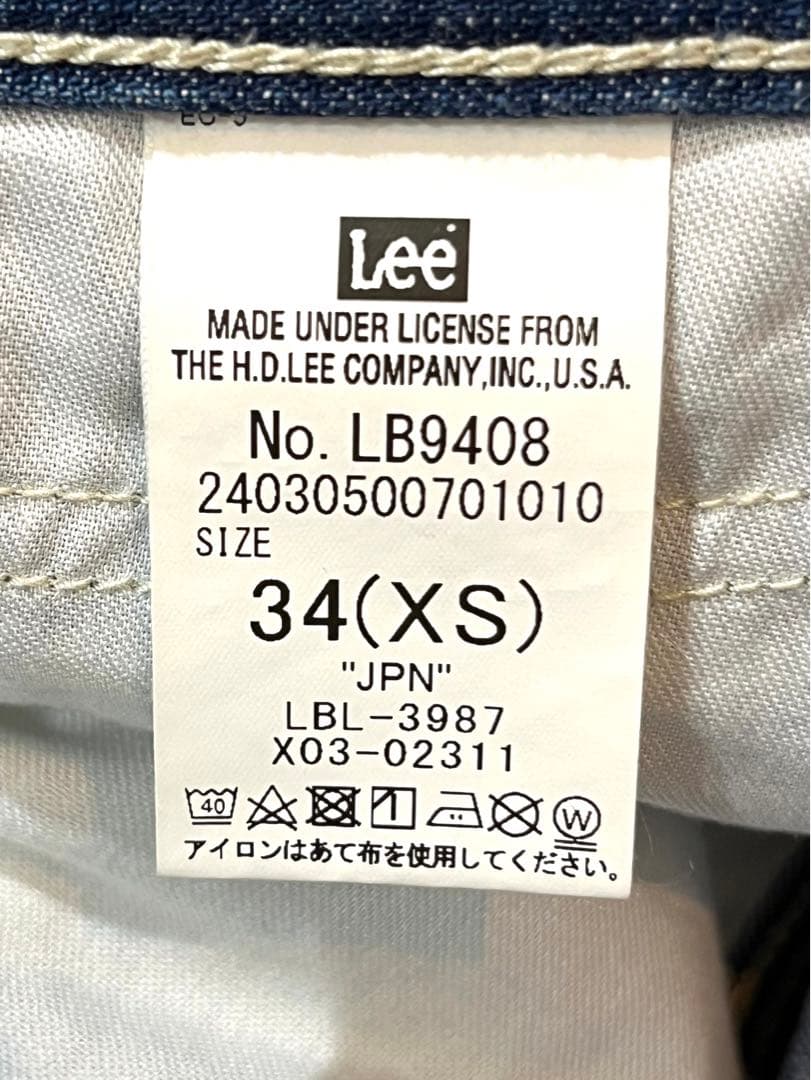 Lee
MADE UNDER LICENSE FROM
THE H.D.LEE COMPANY,INC.,U.S.A.
No. LB9408
24030500701010
SIZE
34(XS)
"JPN"
LBL-3987
X03-02311
40 W
アイロンはあて布を使用してください。